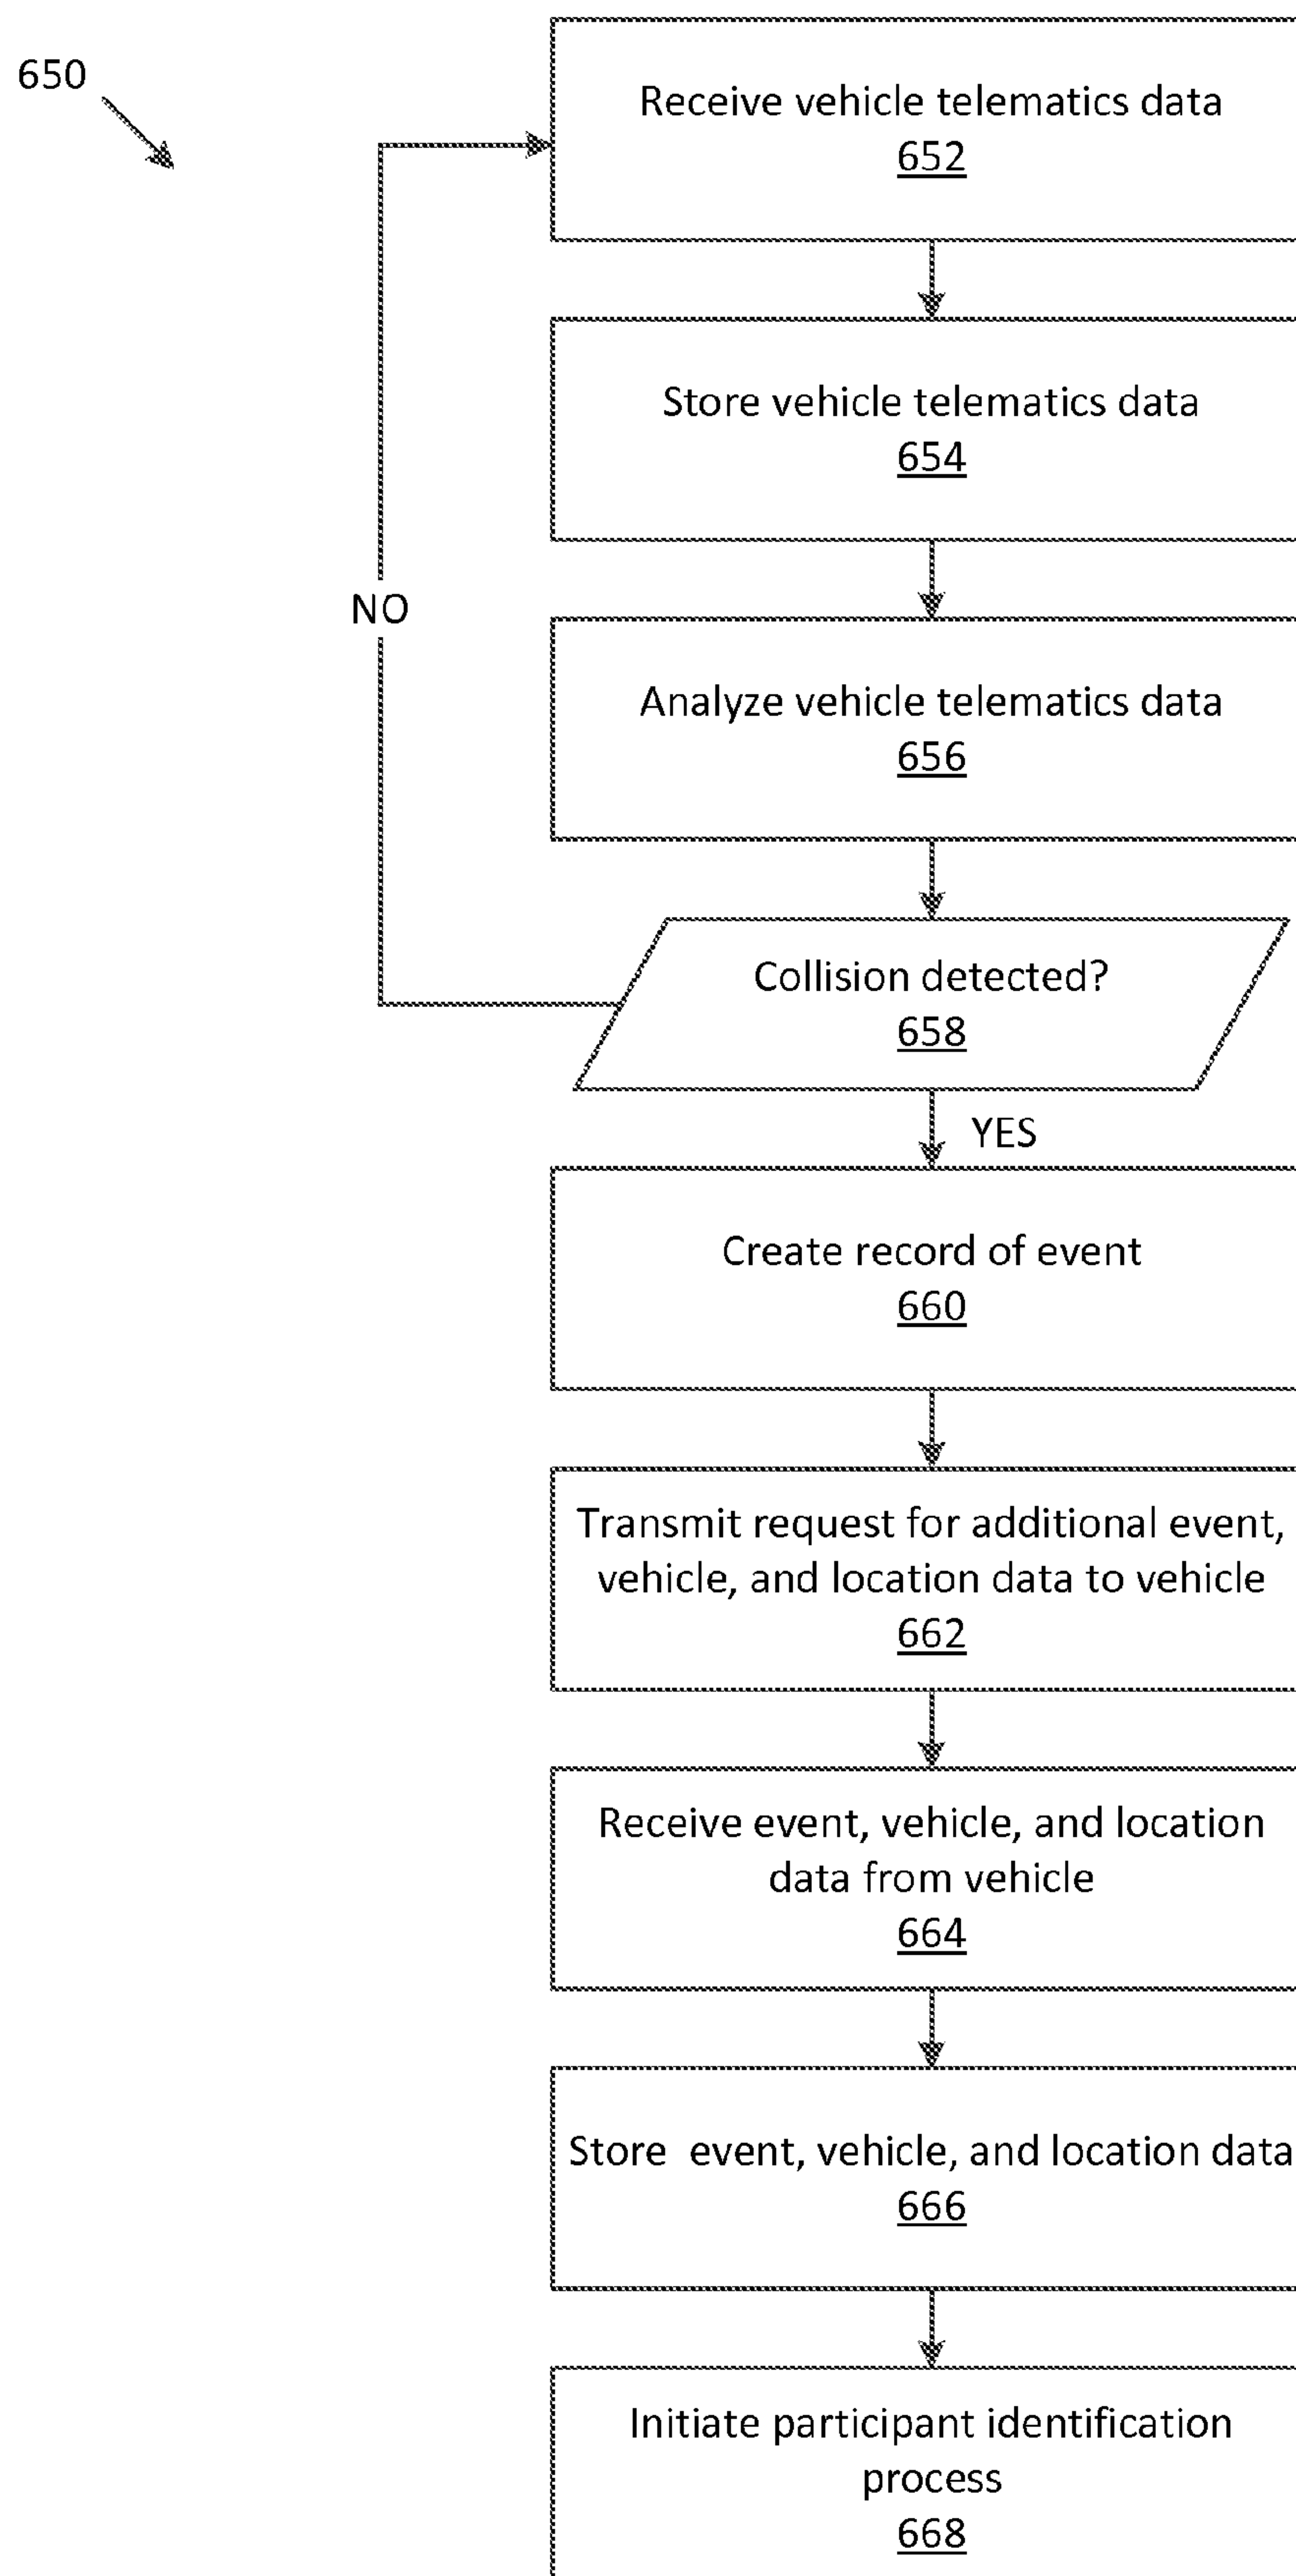 650
Receive vehicle telematics data
652
Store vehicle telematics data
654
NO
Analyze vehicle telematics data
656
Collision detected?
658
YES
Create record of event
660
Transmit request for additional event,
vehicle, and location data to vehicle
662
Receive event, vehicle, and location
data from vehicle
664
Store  event, vehicle, and location data
666
Initiate participant identification
process
668